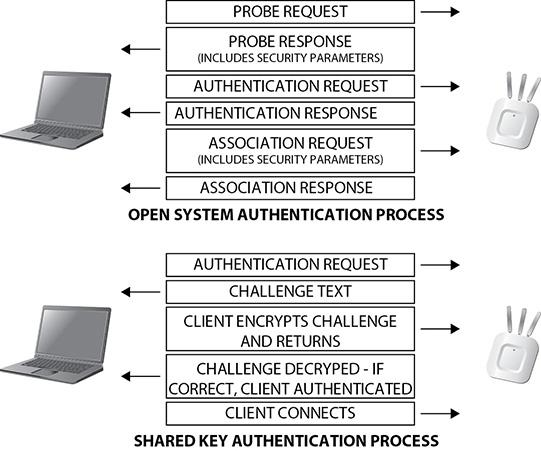 PROBE REQUEST
PROBE RESPONSE
(INCLUDES SECURITY PARAMETERS)
AUTHENTICATION REQUEST
AUTHENTICATION RESPONSE
ASSOCIATION REQUEST
(INCLUDES SECURITY PARAMETERS)
ASSOCIATION RESPONSE
OPEN SYSTEM AUTHENTICATION PROCESS
AUTHENTICATION REQUEST
CHALLENGE TEXT
CLIENT ENCRYPTS CHALLENGE
AND RETURNS
CHALLENGE DECRYPED - IF
CORRECT, CLIENT AUTHENTICATED
CLIENT CONNECTS
SHARED KEY AUTHENTICATION PROCESS